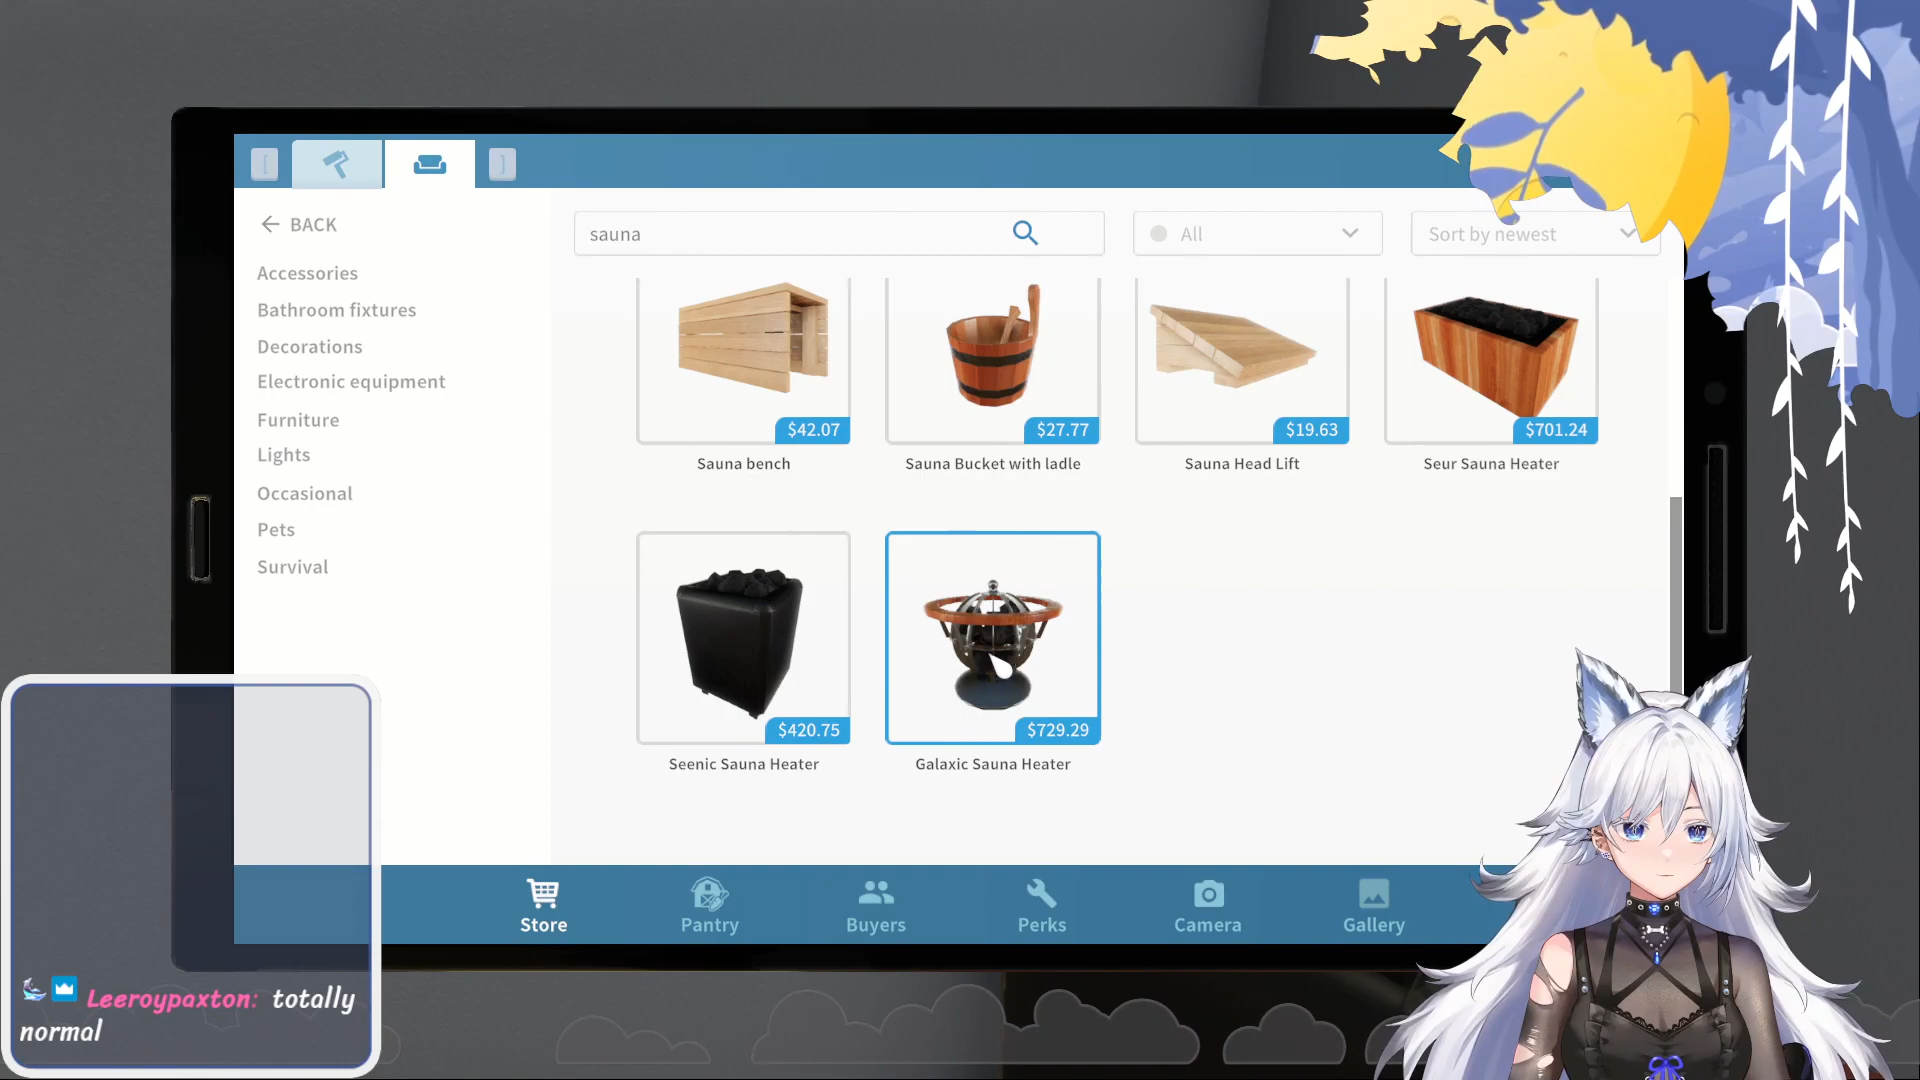 [
]
BACK
sauna
All
Sort by newest
Accessories
Bathroom fixtures
Decorations
Electronic equipment
Furniture
Lights
Occasional
Pets
Survival
$42.07
$27.77
$19.63
$701.24
Sauna bench
Sauna Bucket with ladle
Sauna Head Lift
Seur Sauna Heater
$420.75
$729.29
Seenic Sauna Heater
Galaxic Sauna Heater
Store
Pantry
Buyers
Perks
Camera
Gallery
Leeroypaxton: totally
normal